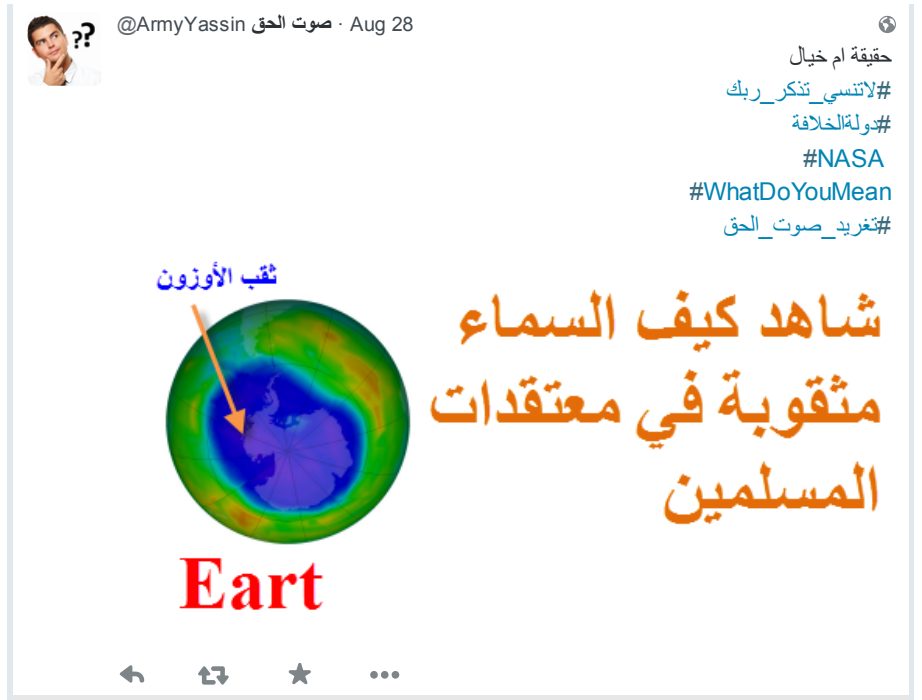 @ArmyYassin صوت الحق · Aug 28
??
حقيقة ام خيال
#لاتنسي_تذكر_ربك
#دولةالخلافة
#NASA
#WhatDoYouMean
#تغريد_صوت_الحق
ثقب الأوزون
شاهد كيف السماء
مثقوبة في معتقدات
المسلمين
Eart